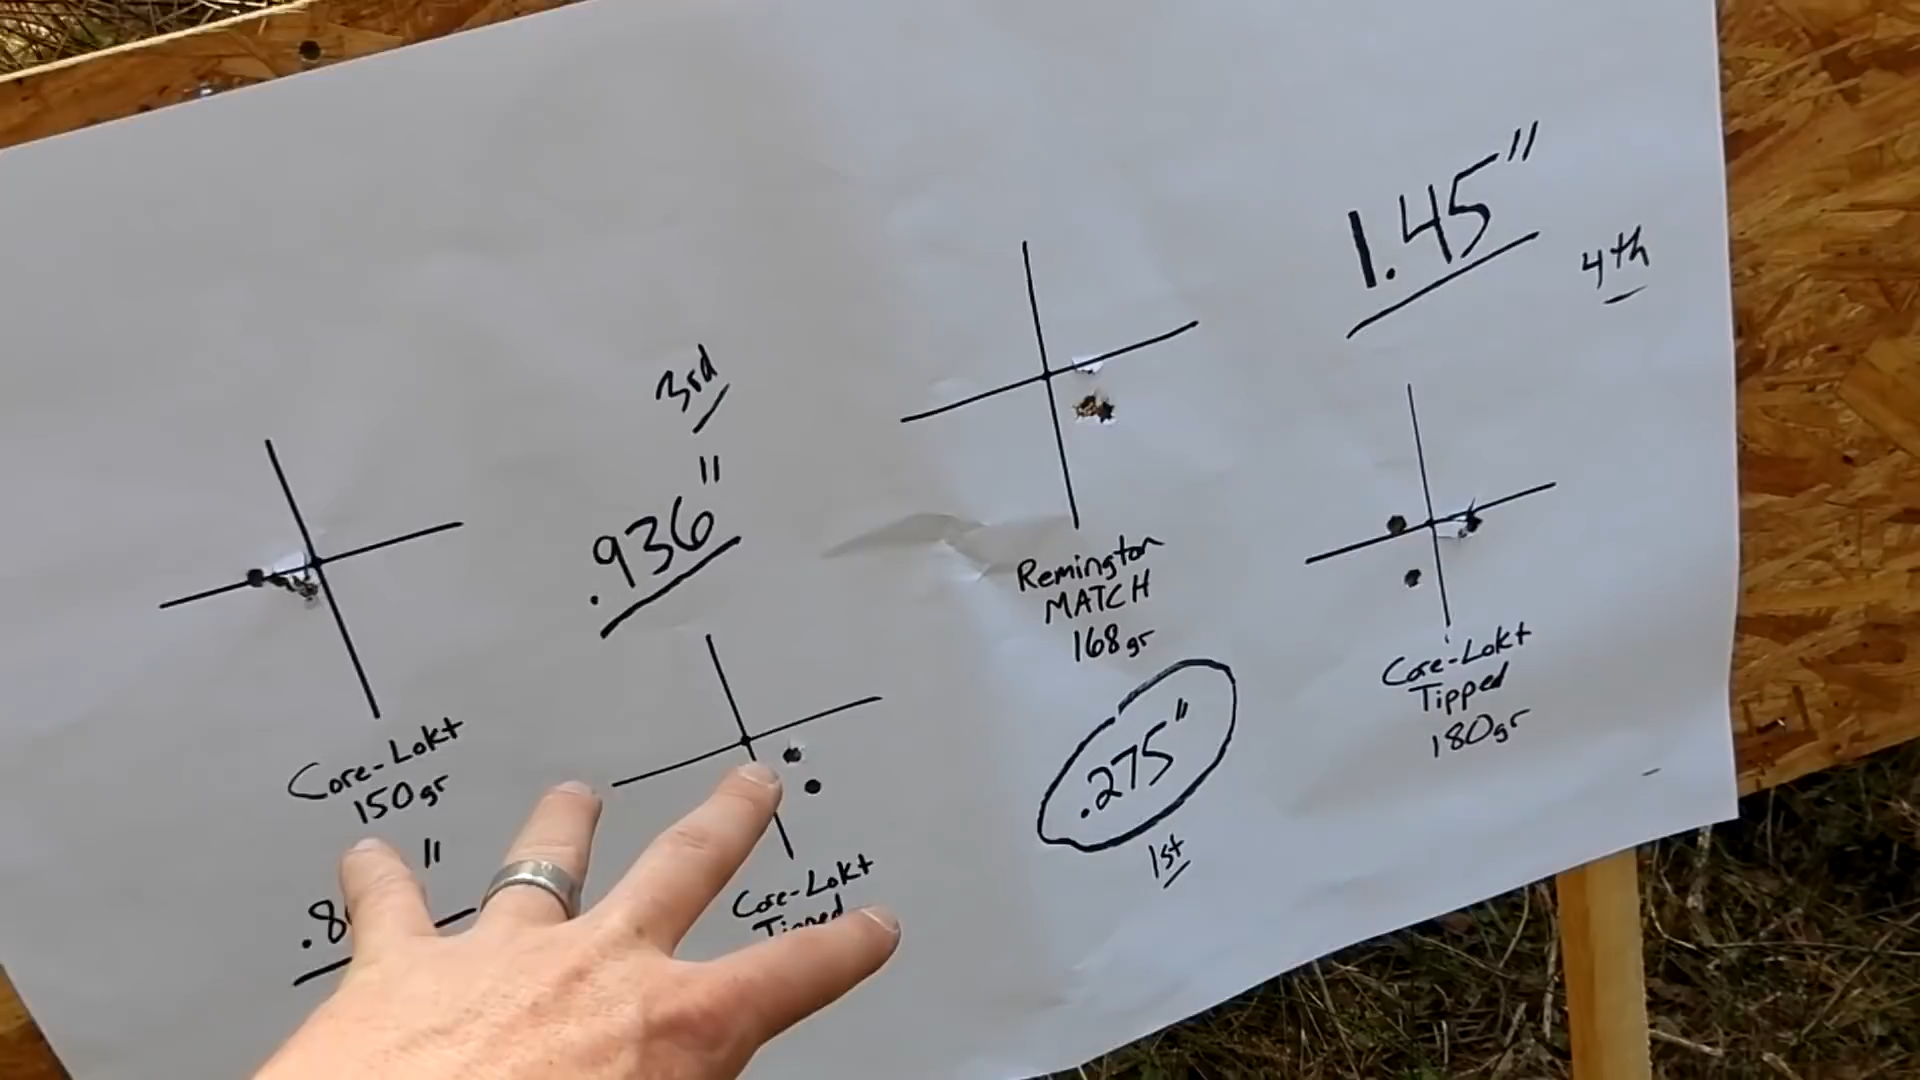 Core-Lokt
150gr
3rd
.936"
Core-Lokt
Tipped
Remington
MATCH
168gr
.275"
1st
1.45"
4th
Core-Lokt
Tipped
180gr